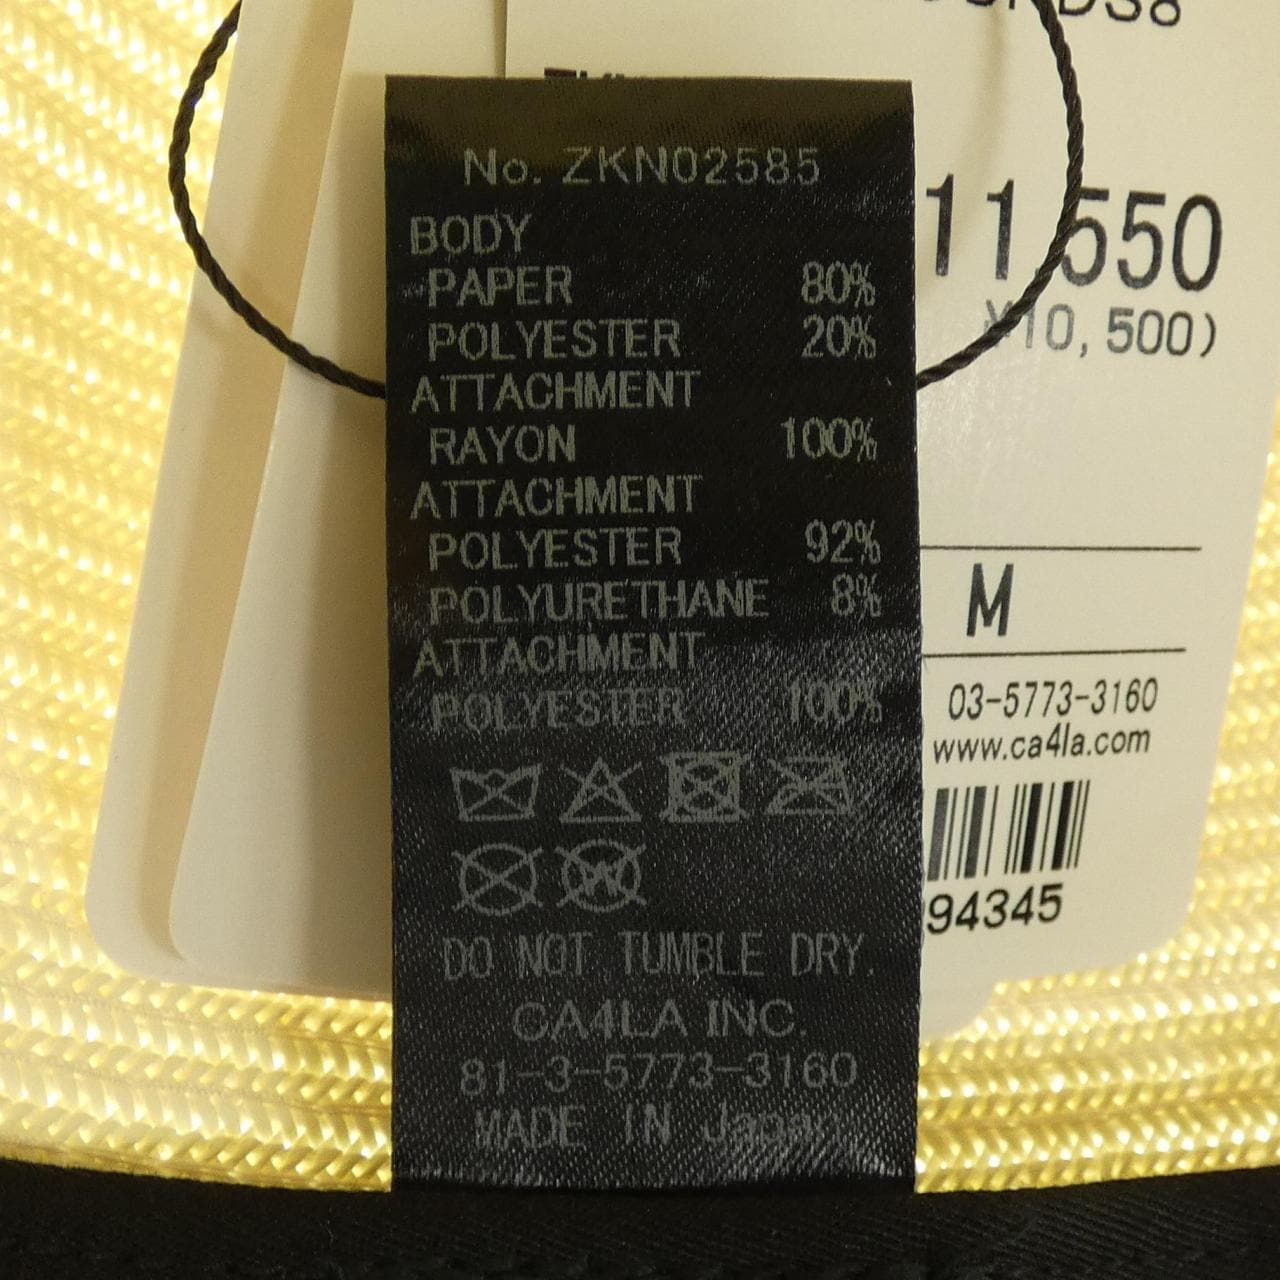 No. ZKN02585
BODY
PAPER 80%
POLYESTER 20%
ATTACHMENT
RAYON 100%
ATTACHMENT
POLYESTER 92%
POLYURETHANE 8%
ATTACHMENT
POLYESTER 100%
W
DO NOT TUMBLE DRY.
CA4LA INC.
81-3-5773-3160
MADE IN Japan
11,550
¥10,500)
M
03-5773-3160
www.ca4la.com
94345